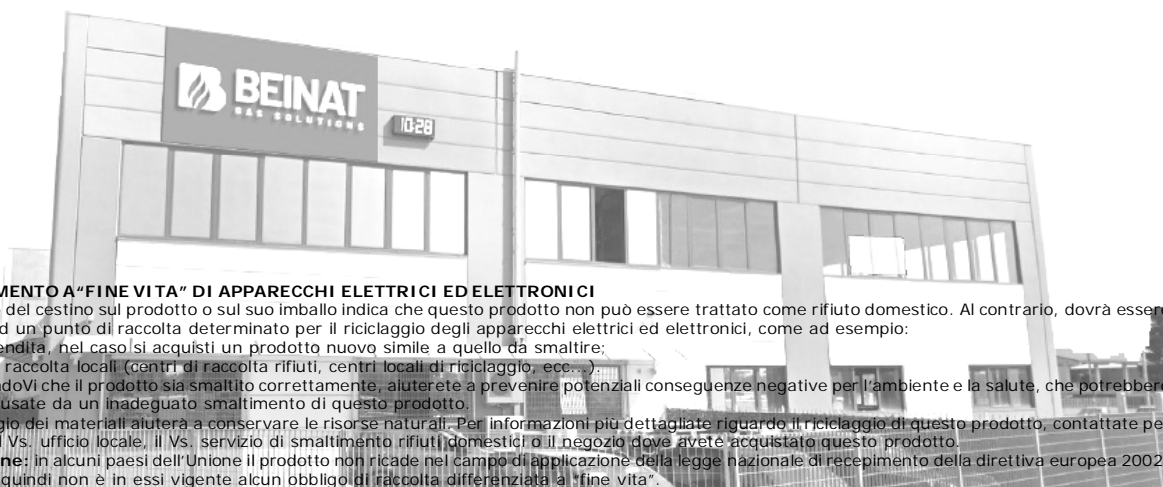 BEINAT
GAS SOLUTIONS
10:28
MENTO A “FINE VITA” DI APPARECCHI ELETTRICI ED ELETTRONICI
del cestino sul prodotto o sul suo imballo indica che questo prodotto non può essere trattato come rifiuto domestico. Al contrario, dovrà essere
d un punto di raccolta determinato per il riciclaggio degli apparecchi elettrici ed elettronici, come ad esempio:
endita, nel caso si acquisti un prodotto nuovo simile a quello da smaltire;
raccolta locali (centri di raccolta rifiuti, centri locali di riciclaggio, ecc...).
doVi che il prodotto sia smaltito correttamente, aiuterete a prevenire potenziali conseguenze negative per l’ambiente e la salute, che potrebbero
usate da un inadeguato smaltimento di questo prodotto.
gio dei materiali aiuterà a conservare le risorse naturali. Per informazioni più dettagliate riguardo il riciclaggio di questo prodotto, contattate pe
l Vs. ufficio locale, il Vs. servizio di smaltimento rifiuti domestici o il negozio dove avete acquistato questo prodotto.
ne: in alcuni paesi dell’Unione il prodotto non ricade nel campo di applicazione della legge nazionale di recepimento della direttiva europea 2002
quindi non è in essi vigente alcun obbligo di raccolta differenziata a “fine vita”.